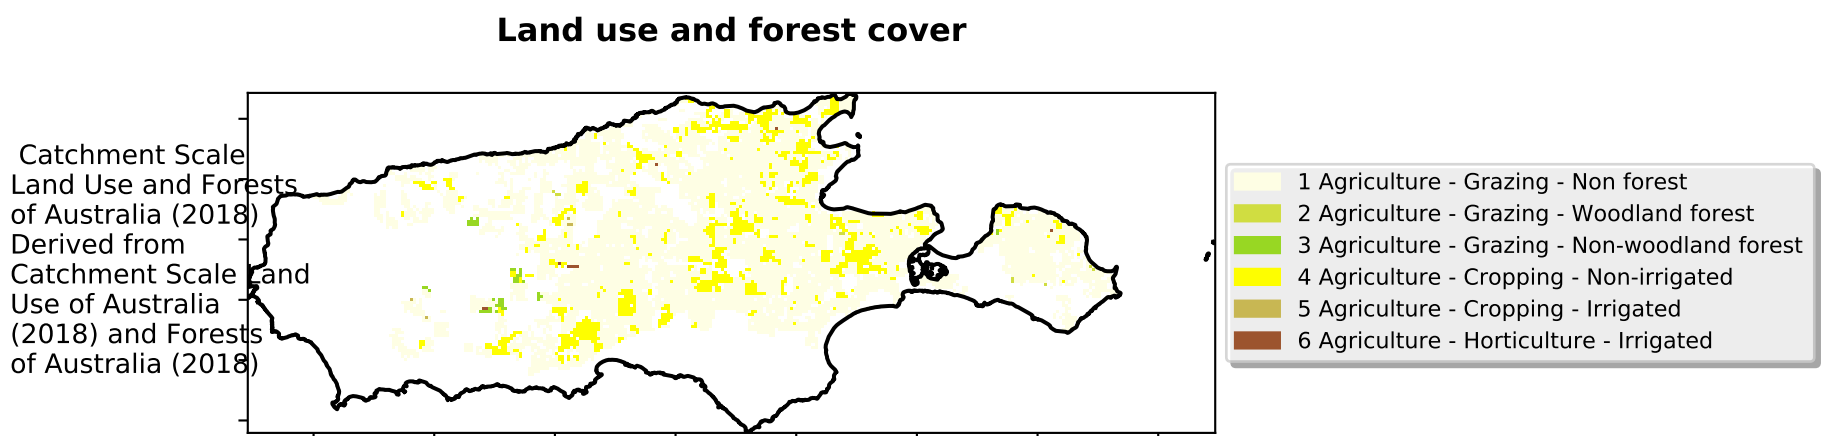 Land use and forest cover
Catchment Scale
Land Use and Forests
of Australia (2018)
Derived from
Catchment Scale Land
Use of Australia
(2018) and Forests
of Australia (2018)
1 Agriculture - Grazing - Non forest
2 Agriculture - Grazing - Woodland forest
3 Agriculture - Grazing - Non-woodland forest
4 Agriculture - Cropping - Non-irrigated
5 Agriculture - Cropping - Irrigated
6 Agriculture - Horticulture - Irrigated